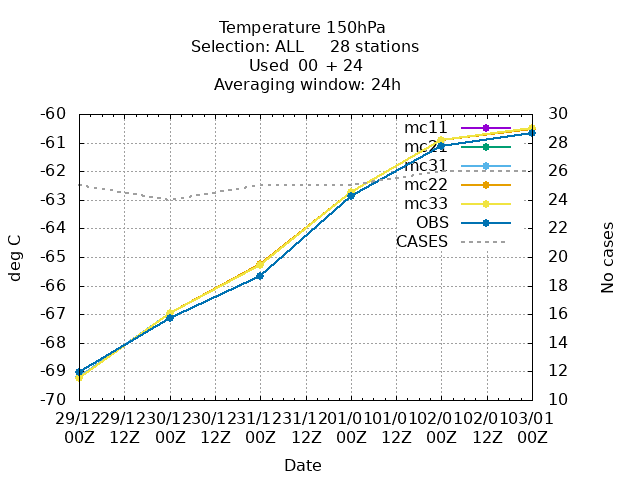 Temperature 150hPa
Selection: ALL 28 stations
Used 00 + 24
Averaging window: 24h
-60
-61
-62
-63
-64
-65
-66
-67
-68
-69
-70
30
28
26
24
22
20
18
16
14
12
10
deg C
No cases
mc11
mc21
mc31
mc22
mc33
OBS
CASES
29/12 29/12 30/12 30/12 31/12 31/12 01/01 01/01 02/01 02/01 03/01
00Z 12Z 00Z 12Z 00Z 12Z 00Z 12Z 00Z 12Z 00Z
Date